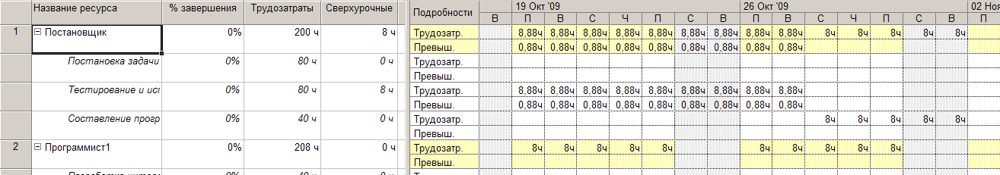 Название ресурса % завершения Трудозатраты Сверхурочные Подробности 19 Окт '09 26 Окт '09 02 Ноя
В П В С Ч П С В П В С Ч П С В П
1 Постановщик 0% 200 ч 8 ч Трудозатр. 8,88ч 8,88ч 8,88ч 8,88ч 8,88ч 8,88ч 8,88ч 8,88ч 8,88ч 8ч 8ч 8ч 8ч 8ч
Превыш. 0,88ч 0,88ч 0,88ч 0,88ч 0,88ч 0,88ч 0,88ч 0,88ч 0,88ч
Постановка задачи 0% 80 ч 0 ч Трудозатр.
Превыш.
Тестирование и исп 0% 80 ч 8 ч Трудозатр. 8,88ч 8,88ч 8,88ч 8,88ч 8,88ч 8,88ч 8,88ч 8,88ч 8,88ч
Превыш. 0,88ч 0,88ч 0,88ч 0,88ч 0,88ч 0,88ч 0,88ч 0,88ч 0,88ч
Составление прогр 0% 40 ч 0 ч Трудозатр. 8ч 8ч 8ч 8ч 8ч
Превыш.
2 Программист1 0% 208 ч 0 ч Трудозатр. 8ч 8ч 8ч 8ч 8ч 8ч 8ч 8ч 8ч 8ч
Превыш.